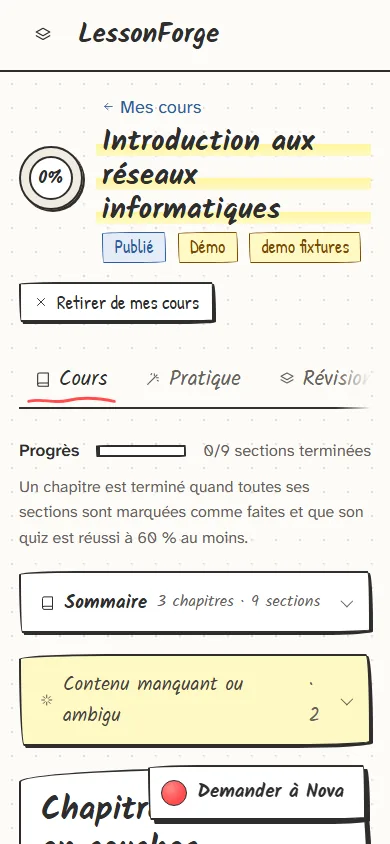 LessonForge
← Mes cours
0%
Introduction aux
réseaux
informatiques
Publié Démo demo fixtures
× Retirer de mes cours
Cours Pratique Révision
Progrès 0/9 sections terminées
Un chapitre est terminé quand toutes ses
sections sont marquées comme faites et que son
quiz est réussi à 60 % au moins.
Sommaire 3 chapitres · 9 sections
Contenu manquant ou
ambigu
· 2
Demander à Nova
en couches